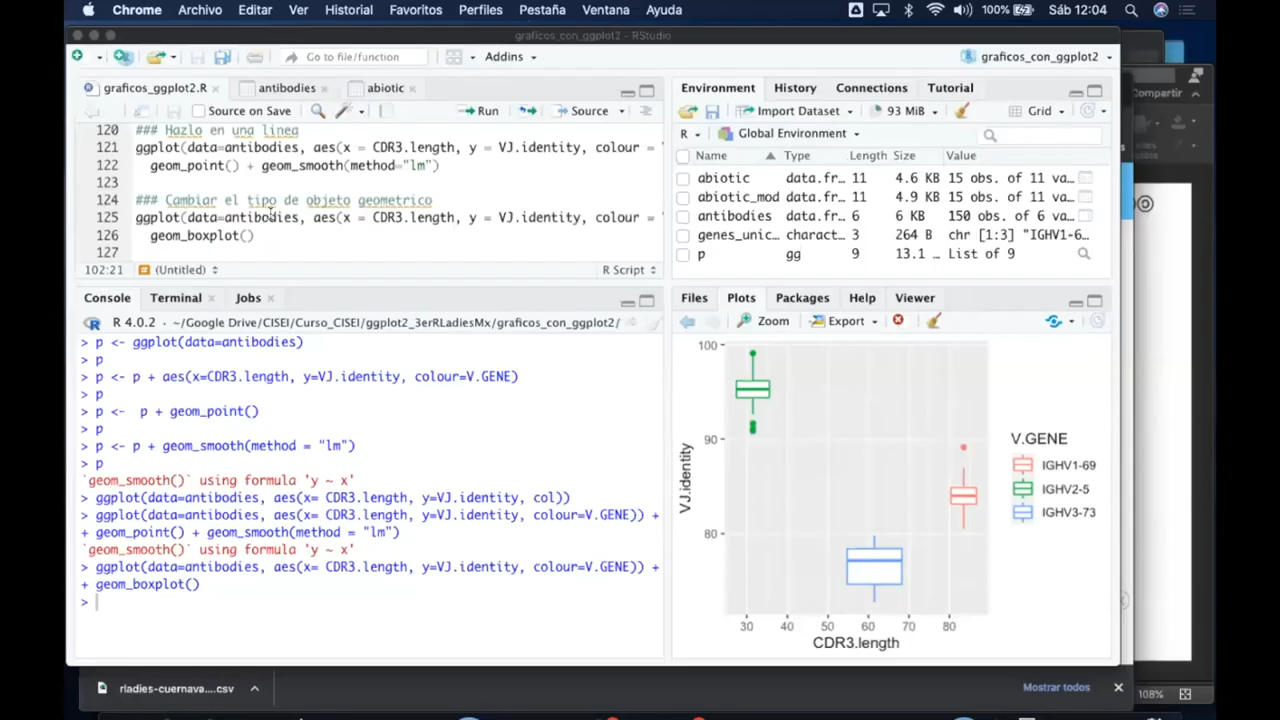 Chrome Archivo Editar Ver Historial Favoritos Perfiles Pestaña Ventana Ayuda 100% Sáb 12:04
graficos_con_ggplot2 - RStudio
Go to file/function Addins graficos_con_ggplot2
Compartir
graficos_ggplot2.R antibodies abiotic
Source on Save Run Source
120 ### Hazlo en una linea
121 ggplot(data=antibodies, aes(x = CDR3.length, y = VJ.identity, colour =
122 geom_point() + geom_smooth(method="lm")
123
124 ### Cambiar el tipo de objeto geometrico
125 ggplot(data=antibodies, aes(x = CDR3.length, y = VJ.identity, colour =
126 geom_boxplot()
127
102:21 (Untitled) R Script
Environment History Connections Tutorial
Import Dataset 93 MiB Grid
R Global Environment
Name Type Length Size Value
abiotic data.fr… 11 4.6 KB 15 obs. of 11 va…
abiotic_mod data.fr… 11 4.9 KB 15 obs. of 11 va…
antibodies data.fr… 6 6 KB 150 obs. of 6 va…
genes_unic… charact… 3 264 B chr [1:3] "IGHV1-6…
p gg 9 13.1 … List of 9
Console Terminal Jobs
R 4.0.2 · ~/Google Drive/CISEI/Curso_CISEI/ggplot2_3erRLadiesMx/graficos_con_ggplot2/
> p <- ggplot(data=antibodies)
> p
> p <- p + aes(x=CDR3.length, y=VJ.identity, colour=V.GENE)
> p
> p <-  p + geom_point()
> p
> p <- p + geom_smooth(method = "lm")
> p
`geom_smooth()` using formula 'y ~ x'
> ggplot(data=antibodies, aes(x= CDR3.length, y=VJ.identity, col))
> ggplot(data=antibodies, aes(x= CDR3.length, y=VJ.identity, colour=V.GENE)) +
+ geom_point() + geom_smooth(method = "lm")
`geom_smooth()` using formula 'y ~ x'
> ggplot(data=antibodies, aes(x= CDR3.length, y=VJ.identity, colour=V.GENE)) +
+ geom_boxplot()
>
Files Plots Packages Help Viewer
Zoom Export
100
90
80
VJ.identity
30 40 50 60 70 80
CDR3.length
V.GENE
IGHV1-69
IGHV2-5
IGHV3-73
rladies-cuernava....csv
Mostrar todos
108%